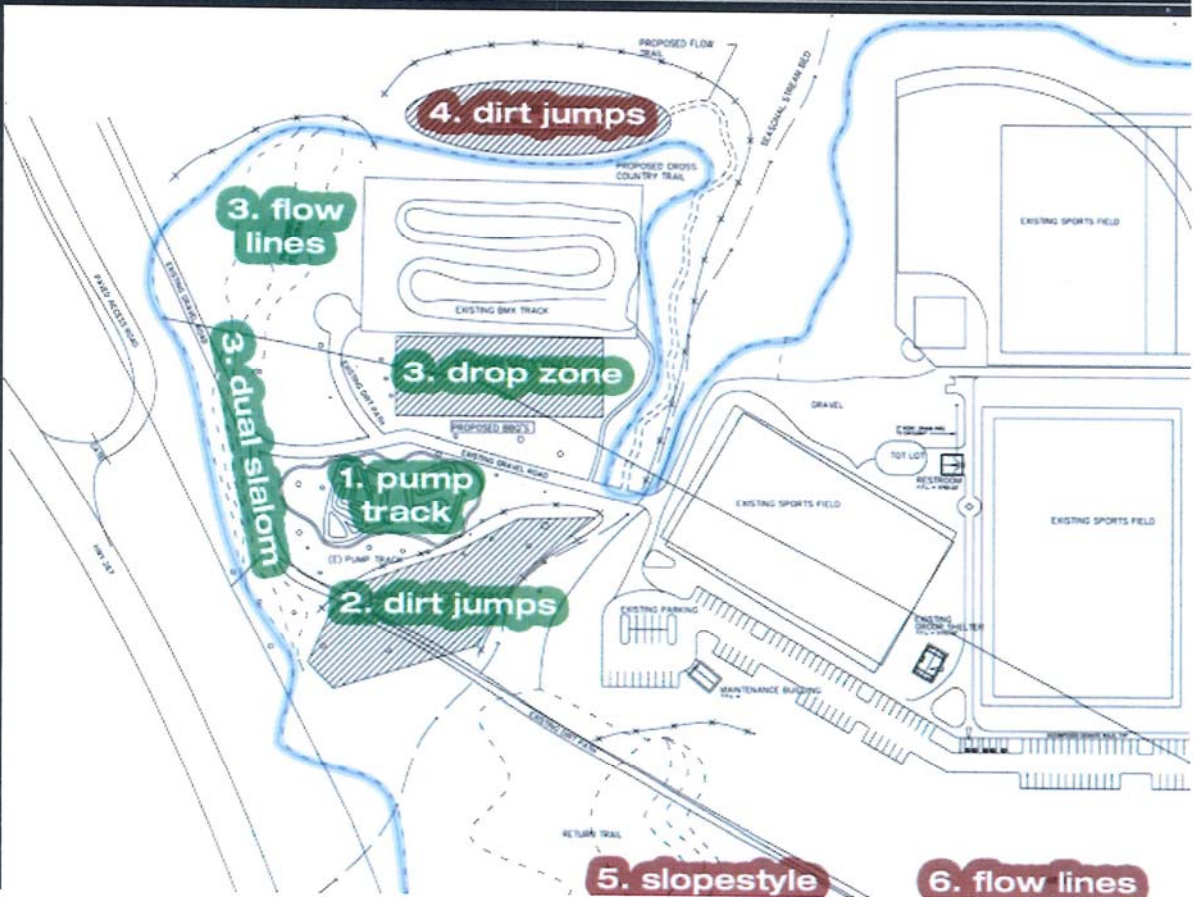 PROPOSED FLOW
TRAIL
4. dirt jumps
SEASONAL STREAM BED
PROPOSED CROSS
COUNTRY TRAIL
3. flow
lines
EXISTING SPORTS FIELD
PAVED ACCESS ROAD
EXISTING GRAVEL ROAD
EXISTING BMX TRACK
3. dual slalom
EXISTING DIRT PATH
3. drop zone
PROPOSED BBQ'S
GRAVEL
EXISTING GRAVEL ROAD
TOT LOT
RESTROOM
1. pump
track
GATE
EXISTING SPORTS FIELD
EXISTING SPORTS FIELD
HWY 267
(E) PUMP TRACK
2. dirt jumps
EXISTING PARKING
EXISTING
SHELTER
MAINTENANCE BUILDING
EXISTING DIRT PATH
RETURN TRAIL
5. slopestyle
6. flow lines